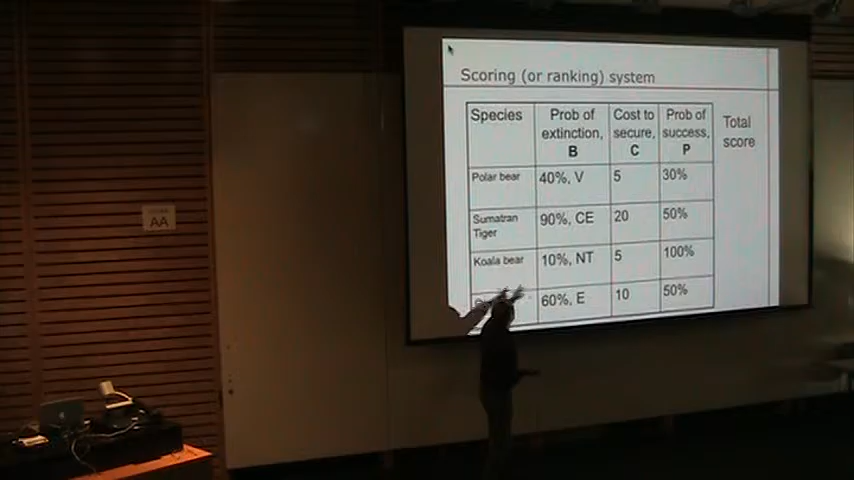 Scoring (or ranking) system
Species
Prob of
extinction,
B
Cost to
secure,
C
Prob of
success,
P
Total
score
Polar bear
40%, V
5
30%
Sumatran
Tiger
90%, CE
20
50%
Koala bear
10%, NT
5
100%
60%, E
10
50%
AA